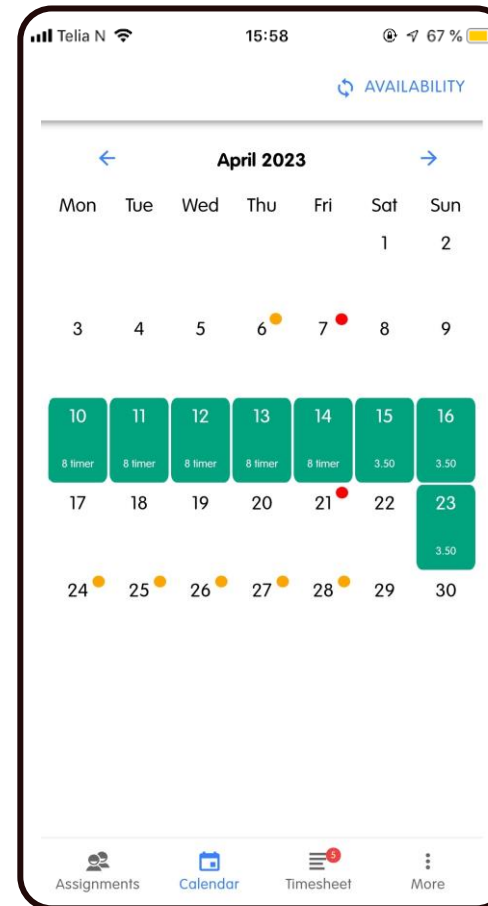 Telia N 15:58 67 %
AVAILABILITY
April 2023
Mon Tue Wed Thu Fri Sat Sun
1 2
3 4 5 6 7 8 9
10 11 12 13 14 15 16
8 timer 8 timer 8 timer 8 timer 8 timer 3.50 3.50
17 18 19 20 21 22 23
3.50
24 25 26 27 28 29 30
5
Assignments Calendar Timesheet More